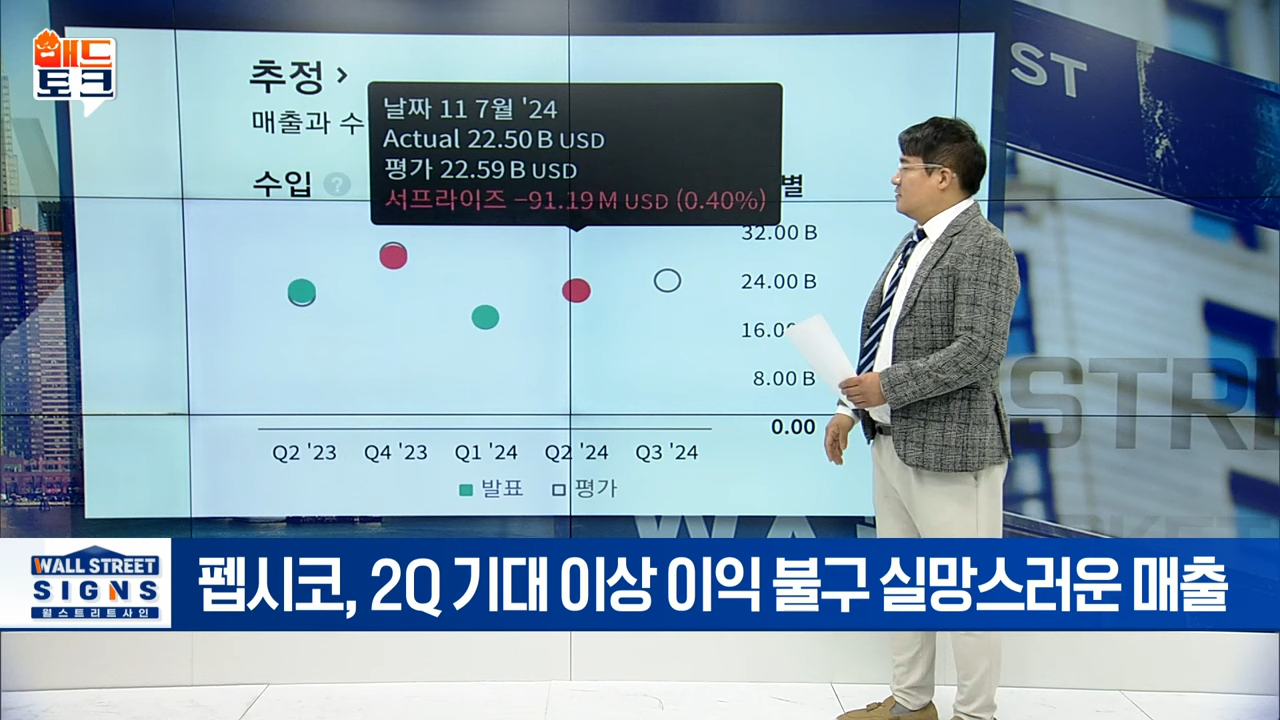 매드
토크
추정 >
매출과 수
날짜 11 7월 '24
Actual 22.50 B USD
평가 22.59 B USD
서프라이즈 −91.19 M USD (0.40%)
수입 ?
별
32.00 B
24.00 B
16.0
8.00 B
0.00
Q2 '23 Q4 '23 Q1 '24 Q2 '24 Q3 '24
발표 평가
ST
STRE
WALL STREET
SIGNS
월스트리트사인
펩시코, 2Q 기대 이상 이익 불구 실망스러운 매출